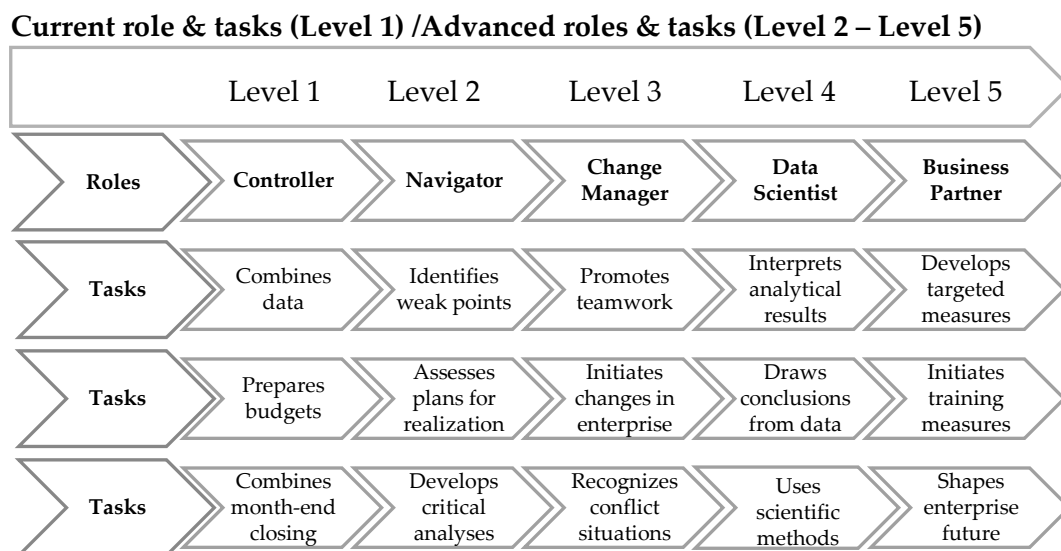 Current role & tasks (Level 1) /Advanced roles & tasks (Level 2 – Level 5)
Level 1 Level 2 Level 3 Level 4 Level 5
Roles
Controller
Navigator
Change
Manager
Data
Scientist
Business
Partner
Tasks
Combines
data
Identifies
weak points
Promotes
teamwork
Interprets
analytical
results
Develops
targeted
measures
Tasks
Prepares
budgets
Assesses
plans for
realization
Initiates
changes in
enterprise
Draws
conclusions
from data
Initiates
training
measures
Tasks
Combines
month-end
closing
Develops
critical
analyses
Recognizes
conflict
situations
Uses
scientific
methods
Shapes
enterprise
future